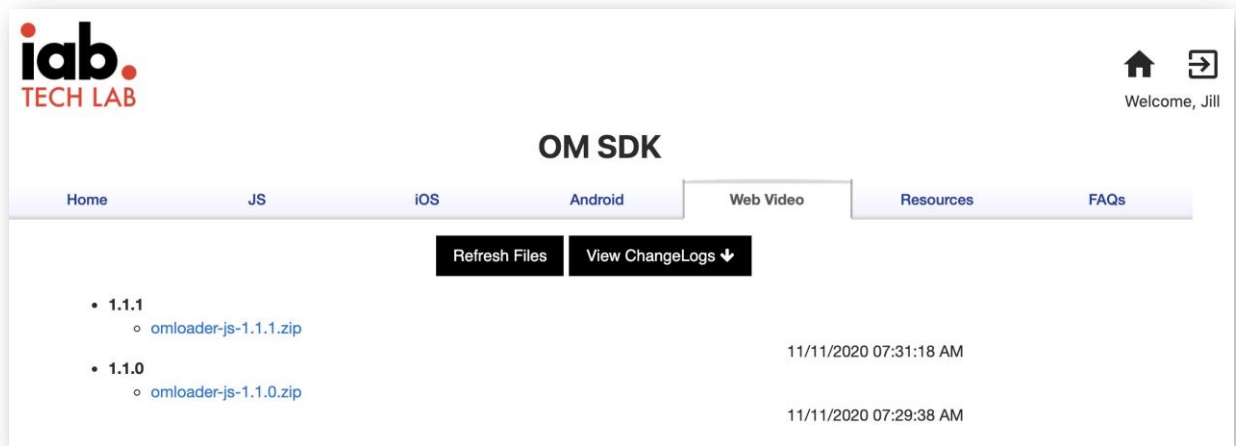 iab.
TECH LAB
Welcome, Jill
OM SDK
Home JS iOS Android Web Video Resources FAQs
Refresh Files View ChangeLogs
1.1.1
omloader-js-1.1.1.zip
11/11/2020 07:31:18 AM
1.1.0
omloader-js-1.1.0.zip
11/11/2020 07:29:38 AM